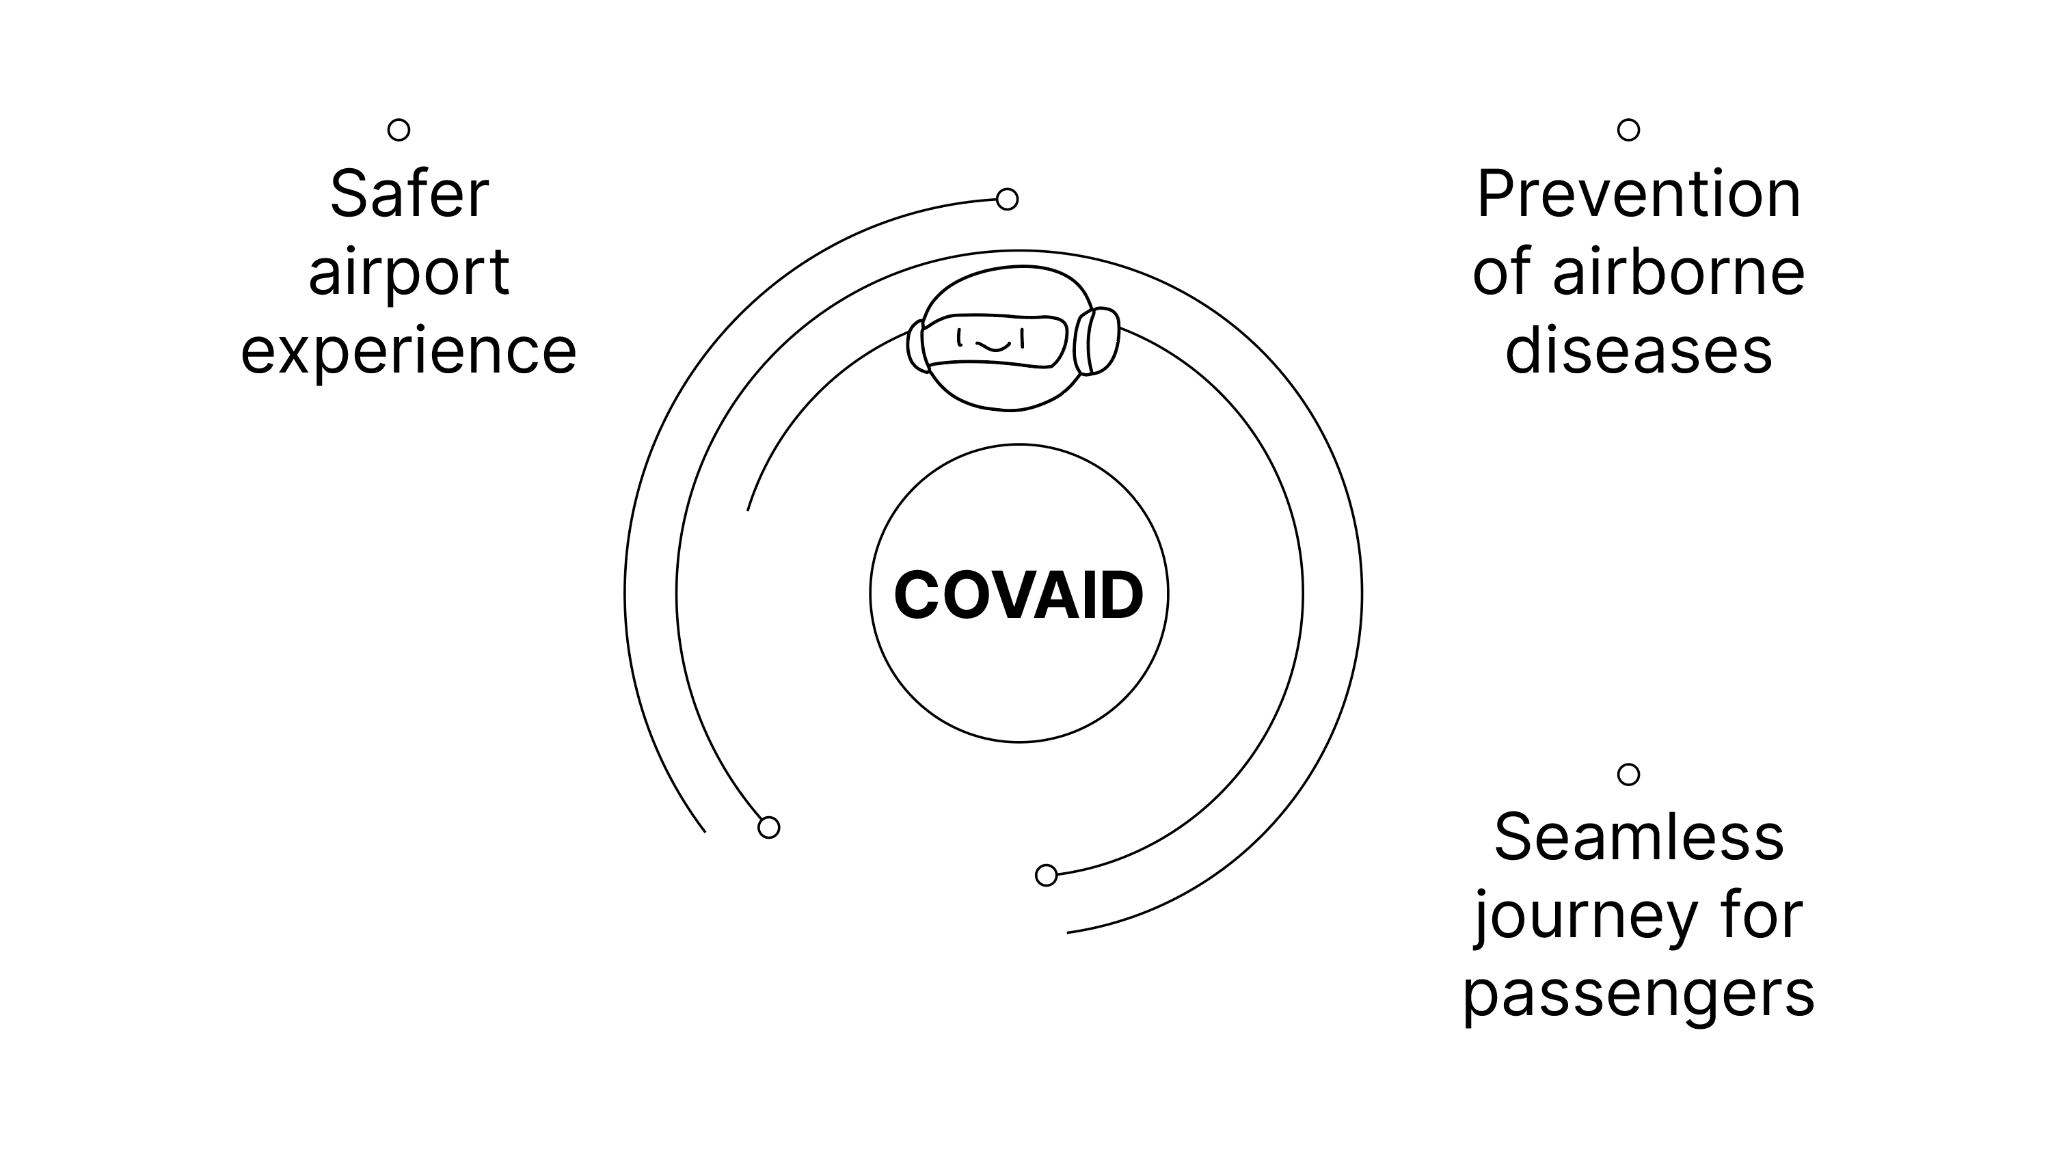 Safer
airport
experience
Prevention
of airborne
diseases
COVAID
Seamless
journey for
passengers